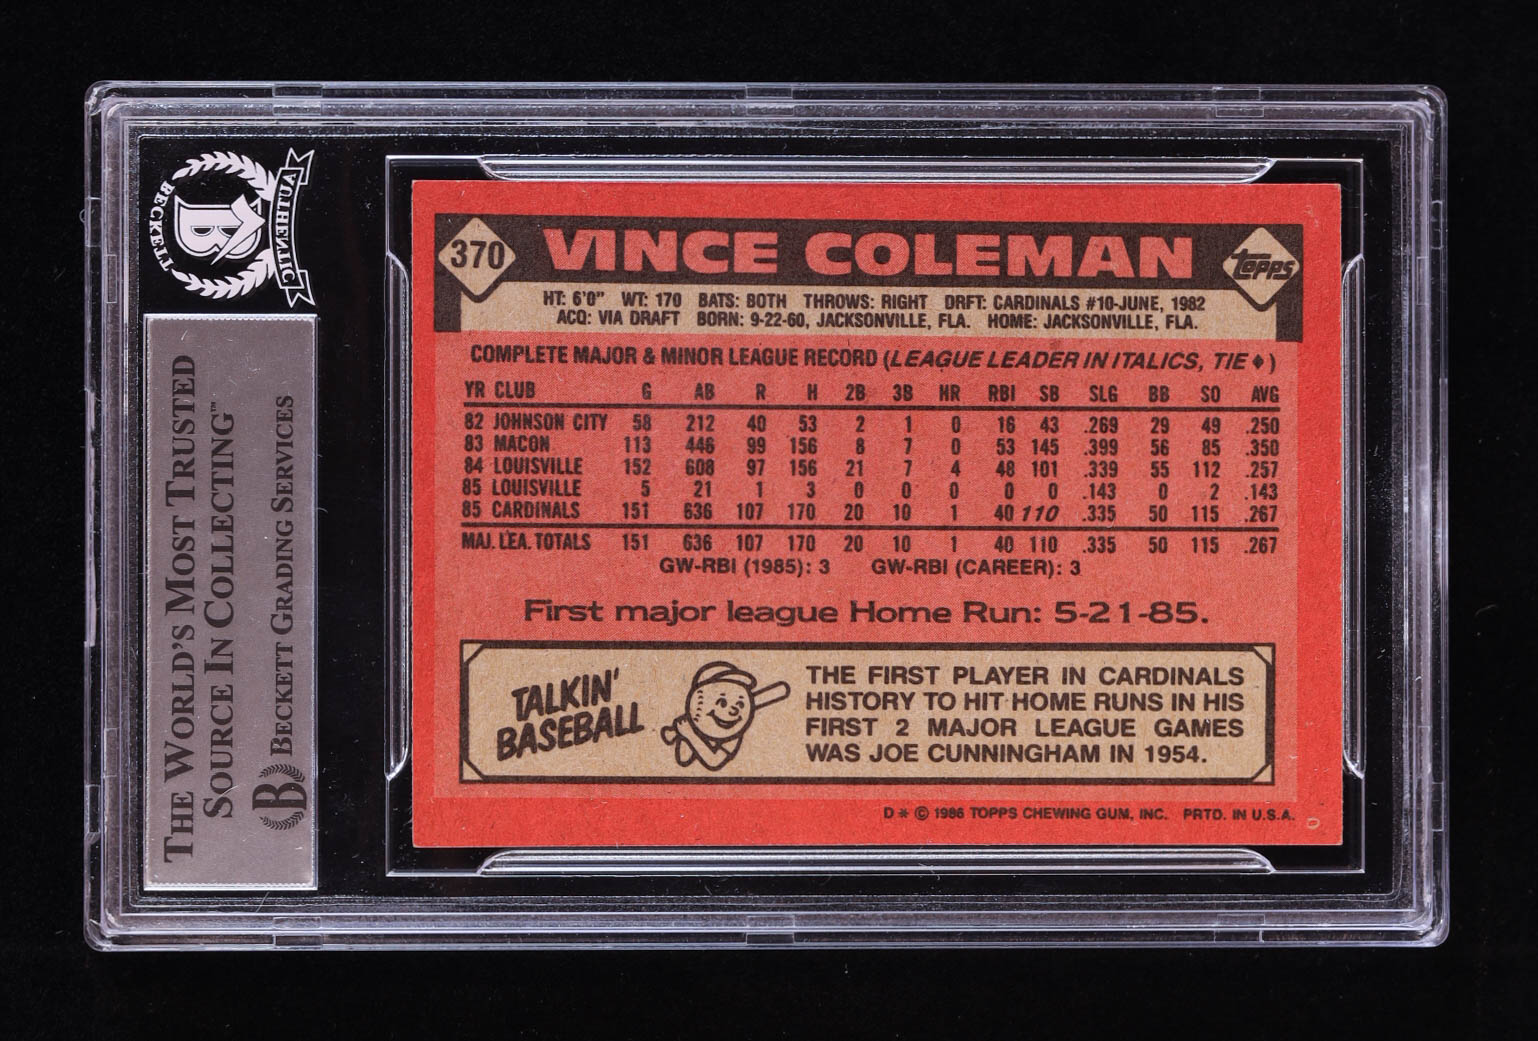 BECKETT AUTHENTIC
B
THE WORLD'S MOST TRUSTED
SOURCE IN COLLECTING™
B BECKETT GRADING SERVICES
370 VINCE COLEMAN topps
HT: 6'0" WT: 170 BATS: BOTH THROWS: RIGHT DRFT: CARDINALS #10-JUNE, 1982
ACQ: VIA DRAFT BORN: 9-22-60, JACKSONVILLE, FLA. HOME: JACKSONVILLE, FLA.
COMPLETE MAJOR & MINOR LEAGUE RECORD (LEAGUE LEADER IN ITALICS, TIE ♦)
YR CLUB G AB R H 2B 3B HR RBI SB SLG BB SO AVG
82 JOHNSON CITY 58 212 40 53 2 1 0 16 43 .269 29 49 .250
83 MACON 113 446 99 156 8 7 0 53 145 .399 56 85 .350
84 LOUISVILLE 152 608 97 156 21 7 4 48 101 .339 55 112 .257
85 LOUISVILLE 5 21 1 3 0 0 0 0 0 .143 0 2 .143
85 CARDINALS 151 636 107 170 20 10 1 40 110 .335 50 115 .267
MAJ. LEA. TOTALS 151 636 107 170 20 10 1 40 110 .335 50 115 .267
GW-RBI (1985): 3 GW-RBI (CAREER): 3
First major league Home Run: 5-21-85.
TALKIN'
BASEBALL
THE FIRST PLAYER IN CARDINALS
HISTORY TO HIT HOME RUNS IN HIS
FIRST 2 MAJOR LEAGUE GAMES
WAS JOE CUNNINGHAM IN 1954.
D * © 1986 TOPPS CHEWING GUM, INC. PRTD. IN U.S.A.